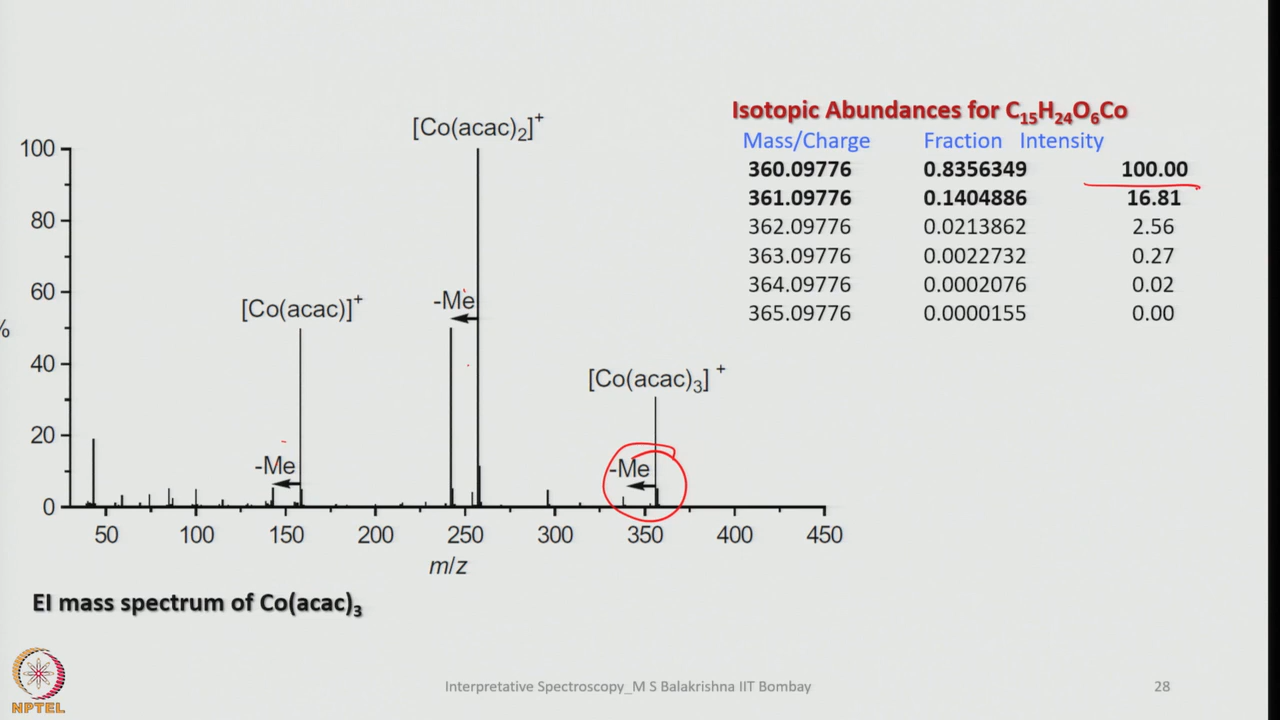 Isotopic Abundances for C₁₅H₂₄O₆Co
Mass/Charge Fraction Intensity
360.09776 0.8356349 100.00
361.09776 0.1404886 16.81
362.09776 0.0213862 2.56
363.09776 0.0022732 0.27
364.09776 0.0002076 0.02
365.09776 0.0000155 0.00
[Co(acac)₂]⁺
100
80
60
40
20
0
%
[Co(acac)]⁺
-Me
-Me
[Co(acac)₃]⁺
-Me
50 100 150 200 250 300 350 400 450
m/z
EI mass spectrum of Co(acac)₃
NPTEL
Interpretative Spectroscopy_M S Balakrishna IIT Bombay
28